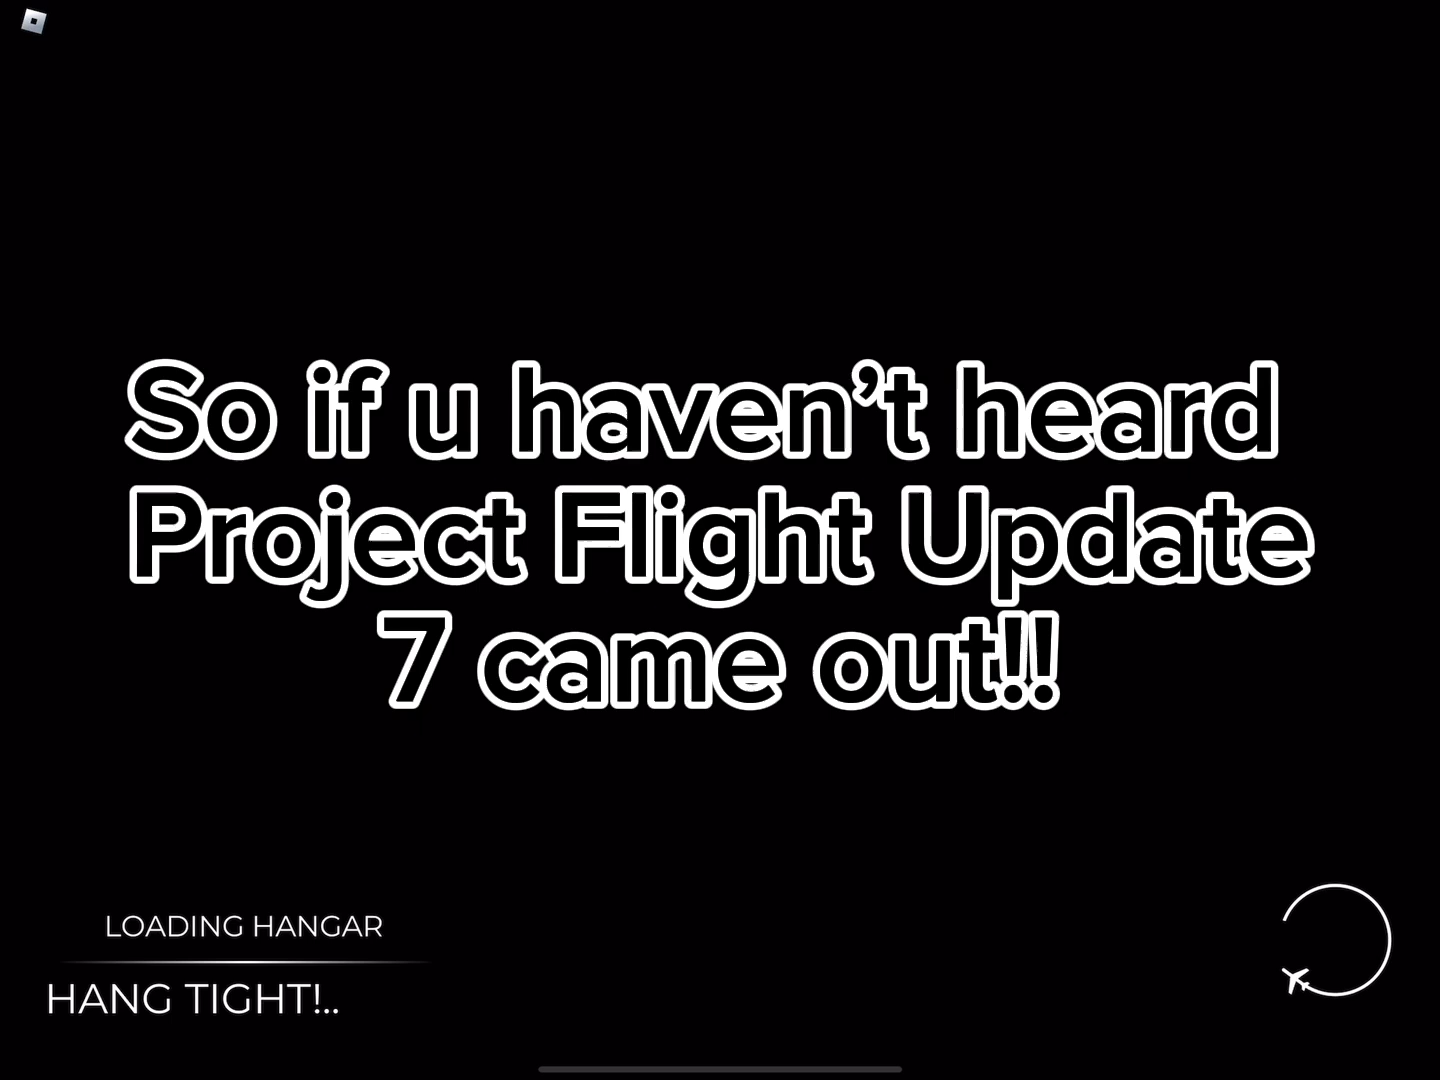 So if u haven’t heard
Project Flight Update
7 came out!!
LOADING HANGAR
HANG TIGHT!..